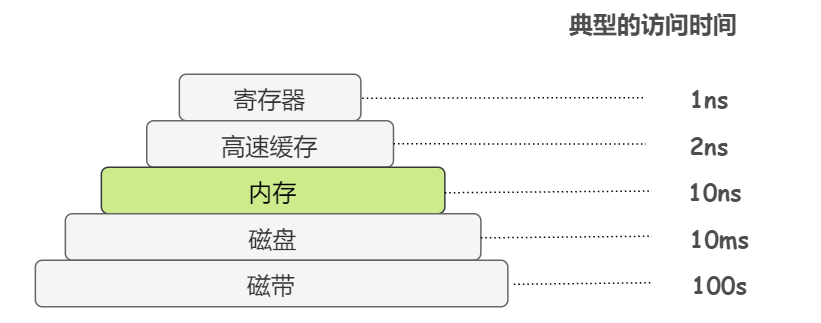 典型的访问时间
寄存器 1ns
高速缓存 2ns
内存 10ns
磁盘 10ms
磁带 100s